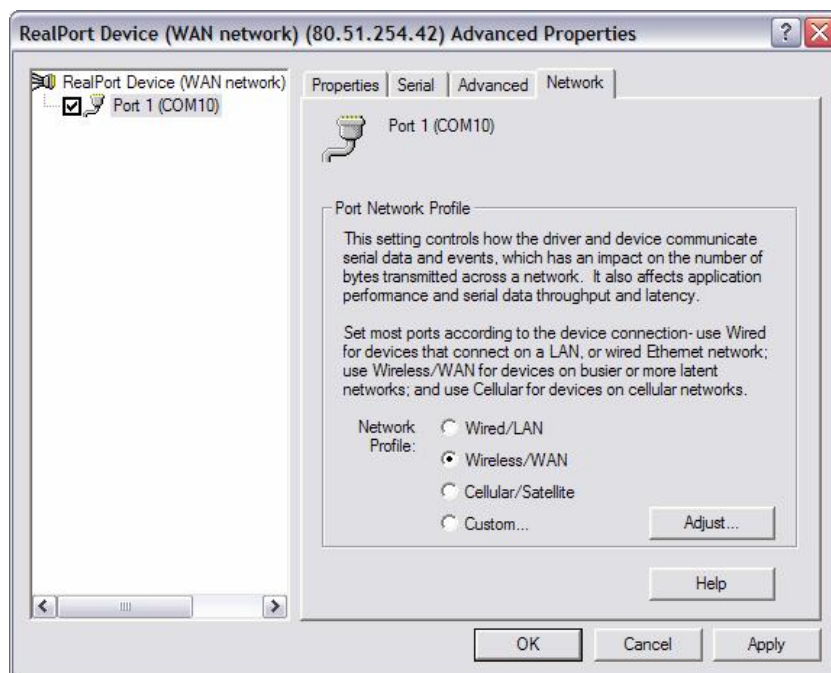 RealPort Device (WAN network) (80.51.254.42) Advanced Properties
RealPort Device (WAN network)
Port 1 (COM10)
Properties Serial Advanced Network
Port 1 (COM10)
Port Network Profile
This setting controls how the driver and device communicate
serial data and events, which has an impact on the number of
bytes transmitted across a network. It also affects application
performance and serial data throughput and latency.
Set most ports according to the device connection- use Wired
for devices that connect on a LAN, or wired Ethernet network;
use Wireless/WAN for devices on busier or more latent
networks; and use Cellular for devices on cellular networks.
Network
Profile:
Wired/LAN
Wireless/WAN
Cellular/Satellite
Custom...
Adjust...
Help
OK Cancel Apply